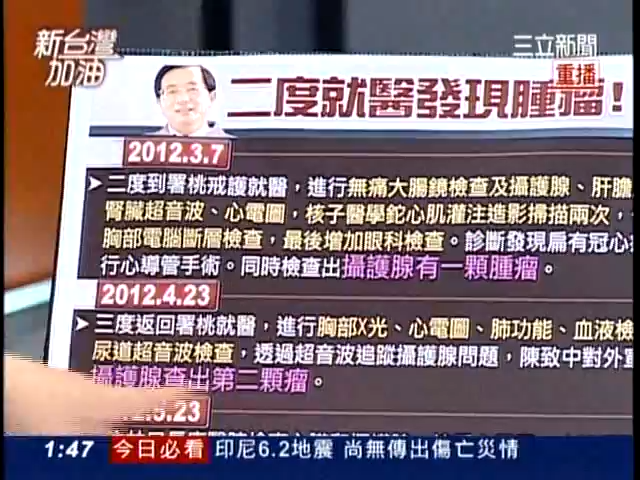 新台灣
加油
三立新聞
重播
二度就醫發現腫瘤!
2012.3.7
二度到署桃戒護就醫，進行無痛大腸鏡檢查及攝護腺、肝膽
腎臟超音波、心電圖，核子醫學鉈心肌灌注造影掃描兩次，
胸部電腦斷層檢查，最後增加眼科檢查。診斷發現扁有冠心
行心導管手術。同時檢查出攝護腺有一顆腫瘤。
2012.4.23
三度返回署桃就醫，進行胸部X光、心電圖、肺功能、血液檢
尿道超音波檢查，透過超音波追蹤攝護腺問題，陳致中對外
攝護腺查出第二顆瘤。
5.23
1:47 今日必看 印尼6.2地震 尚無傳出傷亡災情